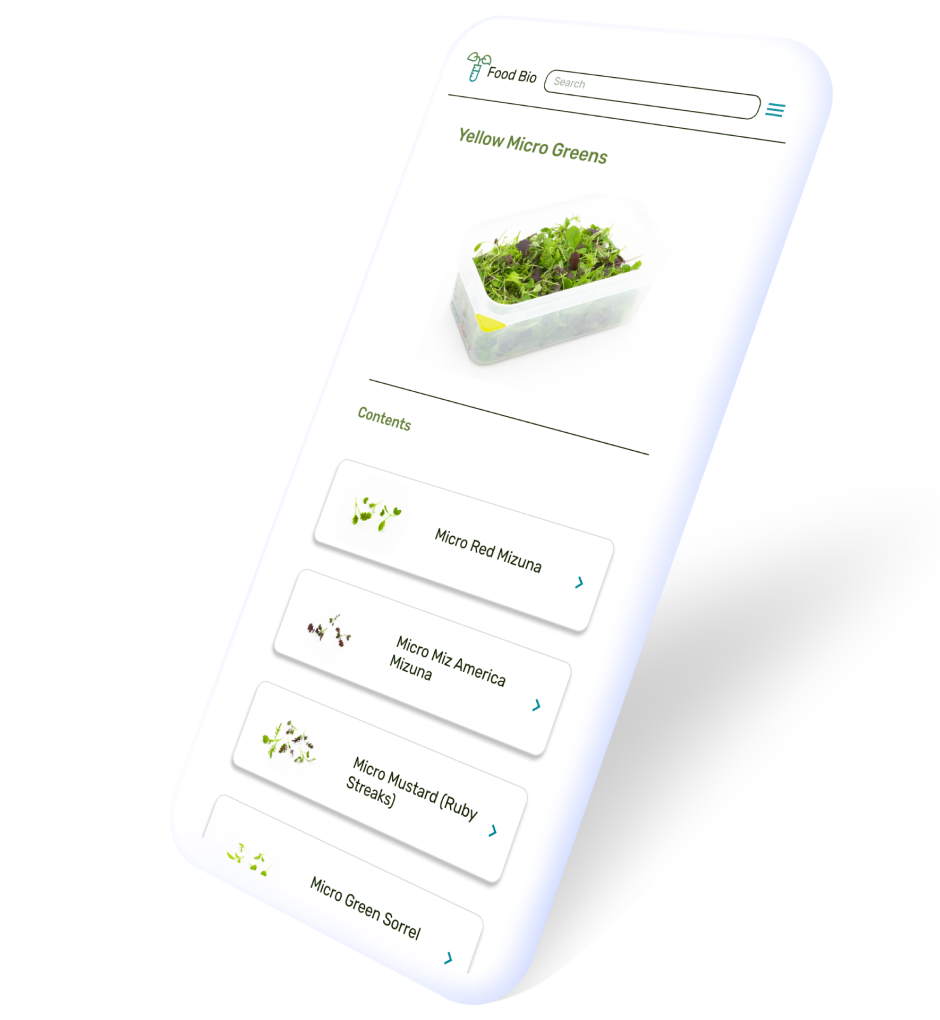 Food Bio
Search
Yellow Micro Greens
Contents
Micro Red Mizuna
Micro Miz America
Mizuna
Micro Mustard (Ruby
Streaks)
Micro Green Sorrel